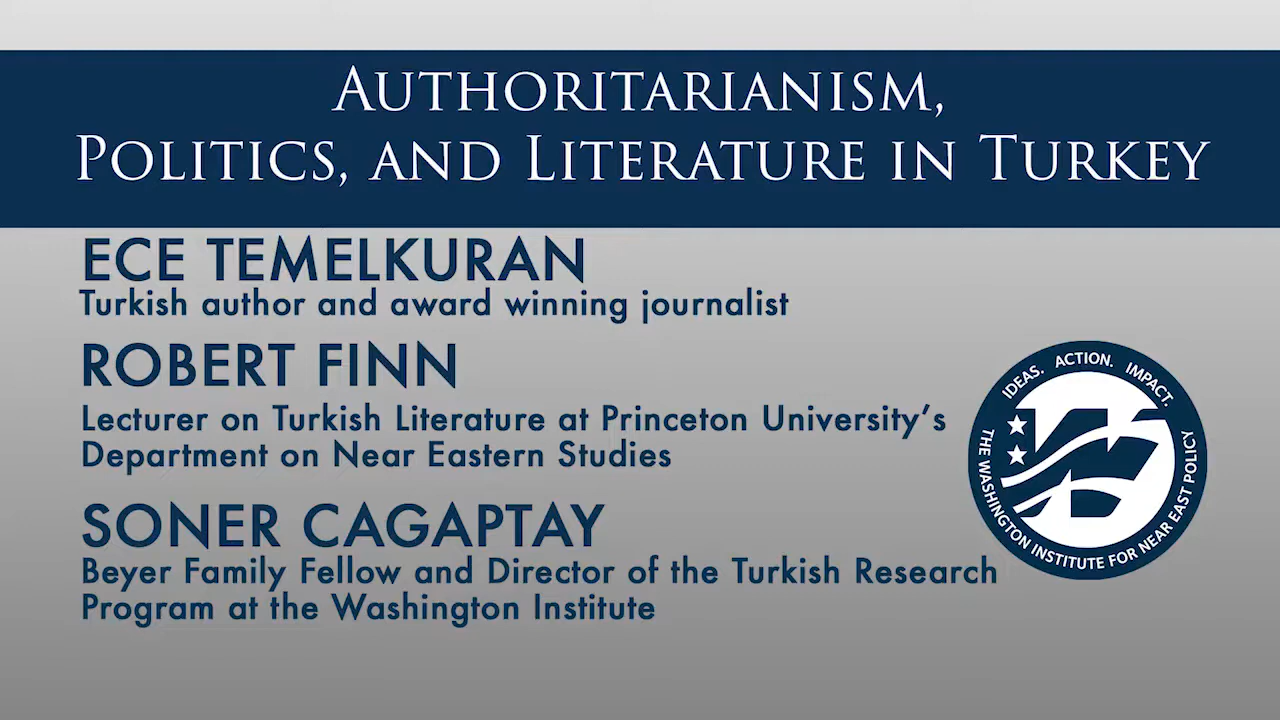 AUTHORITARIANISM,
POLITICS, AND LITERATURE IN TURKEY
ECE TEMELKURAN
Turkish author and award winning journalist
ROBERT FINN
Lecturer on Turkish Literature at Princeton University's
Department on Near Eastern Studies
SONER CAGAPTAY
Beyer Family Fellow and Director of the Turkish Research
Program at the Washington Institute
IDEAS. ACTION. IMPACT.
THE WASHINGTON INSTITUTE FOR NEAR EAST POLICY